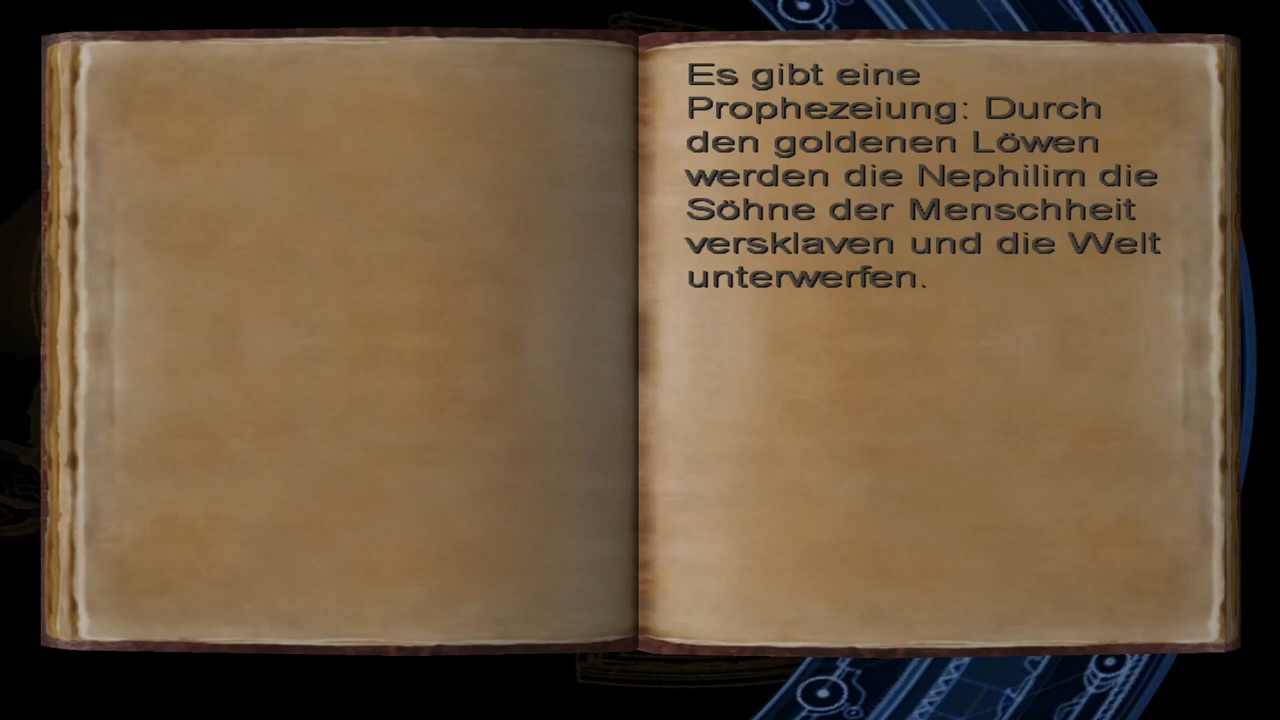 Es gibt eine
Prophezeiung: Durch
den goldenen Löwen
werden die Nephilim die
Söhne der Menschheit
versklaven und die Welt
unterwerfen.